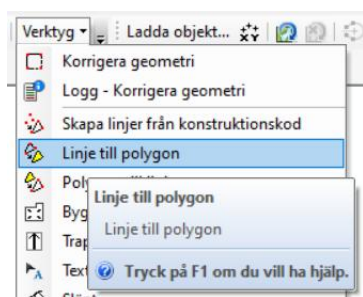 Verktyg
Ladda objekt...
Korrigera geometri
Logg - Korrigera geometri
Skapa linjer från konstruktionskod
Linje till polygon
Linje till polygon
Linje till polygon
Tryck på F1 om du vill ha hjälp.